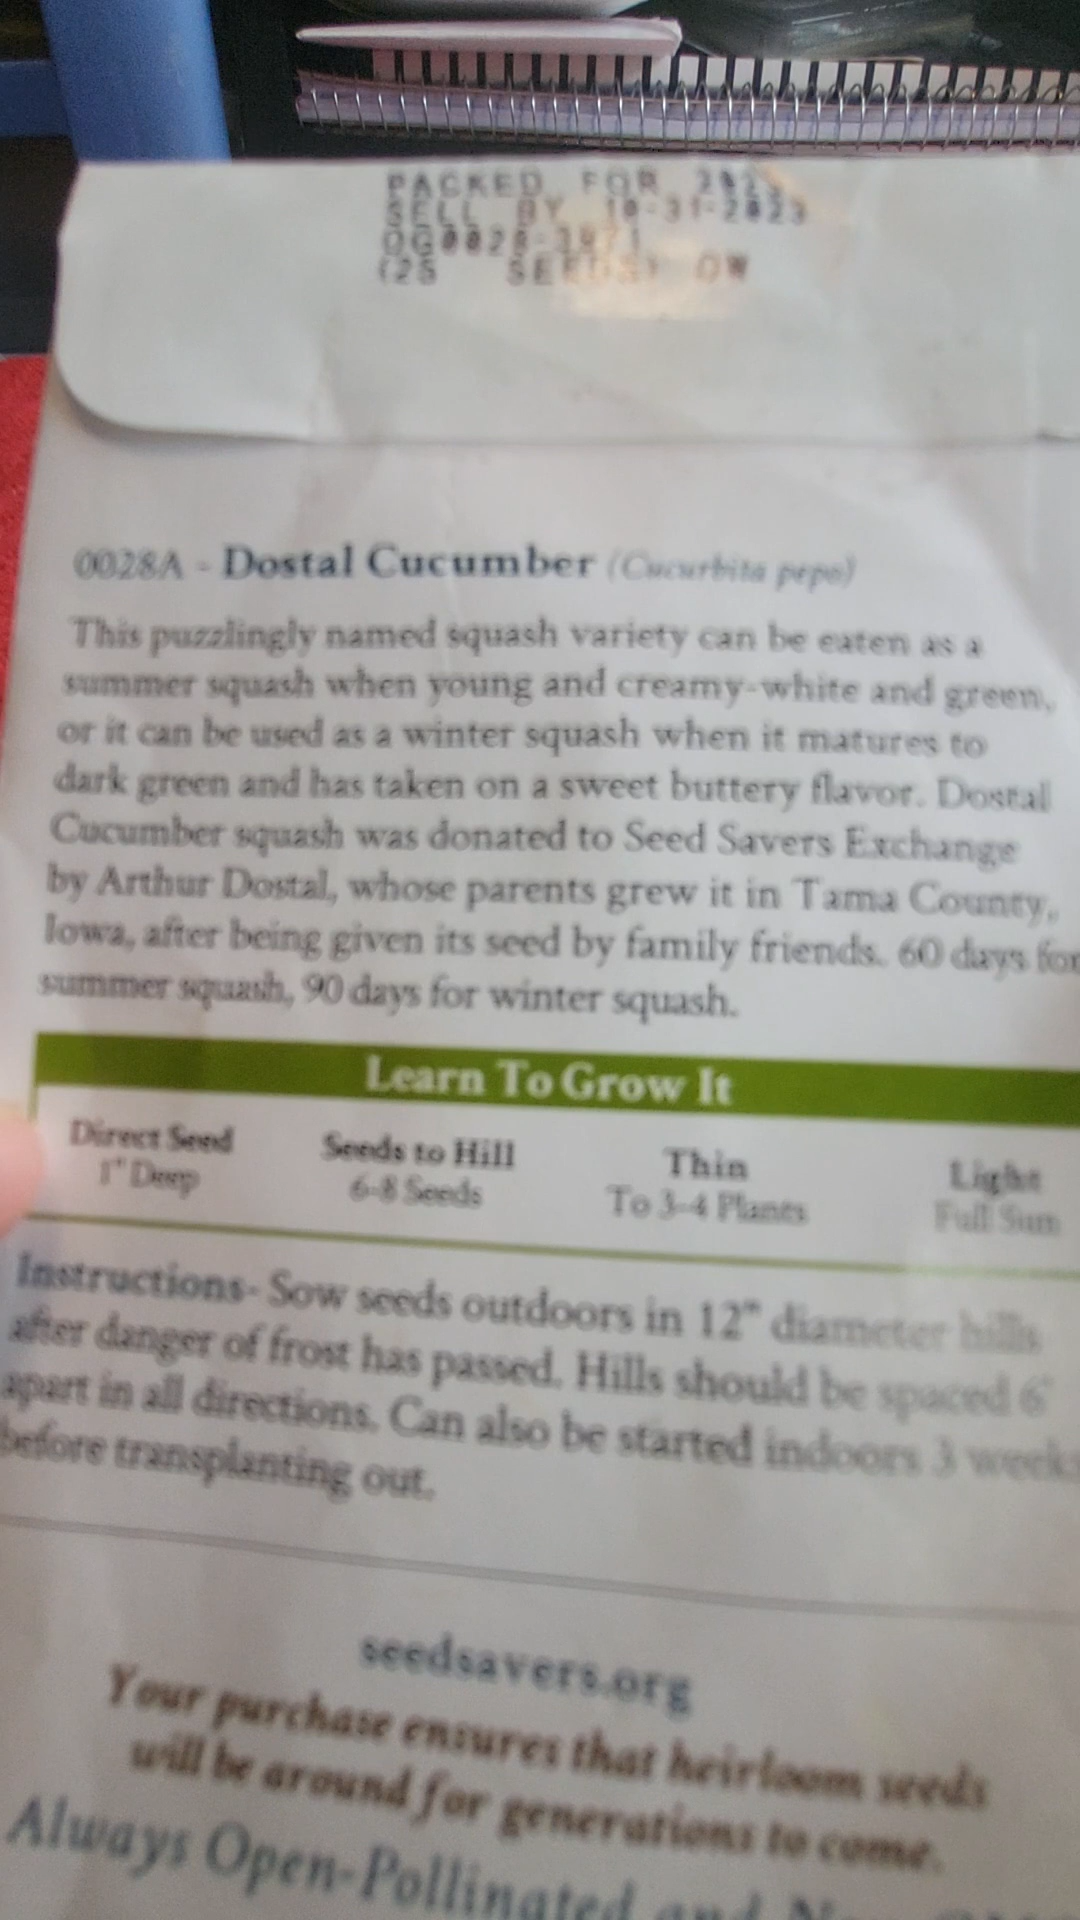 PACKED FOR 2023
SELL BY 10-31-2023
(25 SEEDS) OW
0028A - Dostal Cucumber (Cucurbita pepo)
This puzzlingly named squash variety can be eaten as a
summer squash when young and creamy-white and green,
or it can be used as a winter squash when it matures to
dark green and has taken on a sweet buttery flavor. Dostal
Cucumber squash was donated to Seed Savers Exchange
by Arthur Dostal, whose parents grew it in Tama County,
Iowa, after being given its seed by family friends. 60 days for
summer squash, 90 days for winter squash.
Learn To Grow It
Direct Seed Seeds to Hill Thin Light
1" Deep 6-8 Seeds To 3-4 Plants Full Sun
Instructions- Sow seeds outdoors in 12" diameter hills
after danger of frost has passed. Hills should be spaced 6'
apart in all directions. Can also be started indoors 3 weeks
before transplanting out.
seedsavers.org
Your purchase ensures that heirloom seeds
will be around for generations to come.
Always Open-Pollinated and